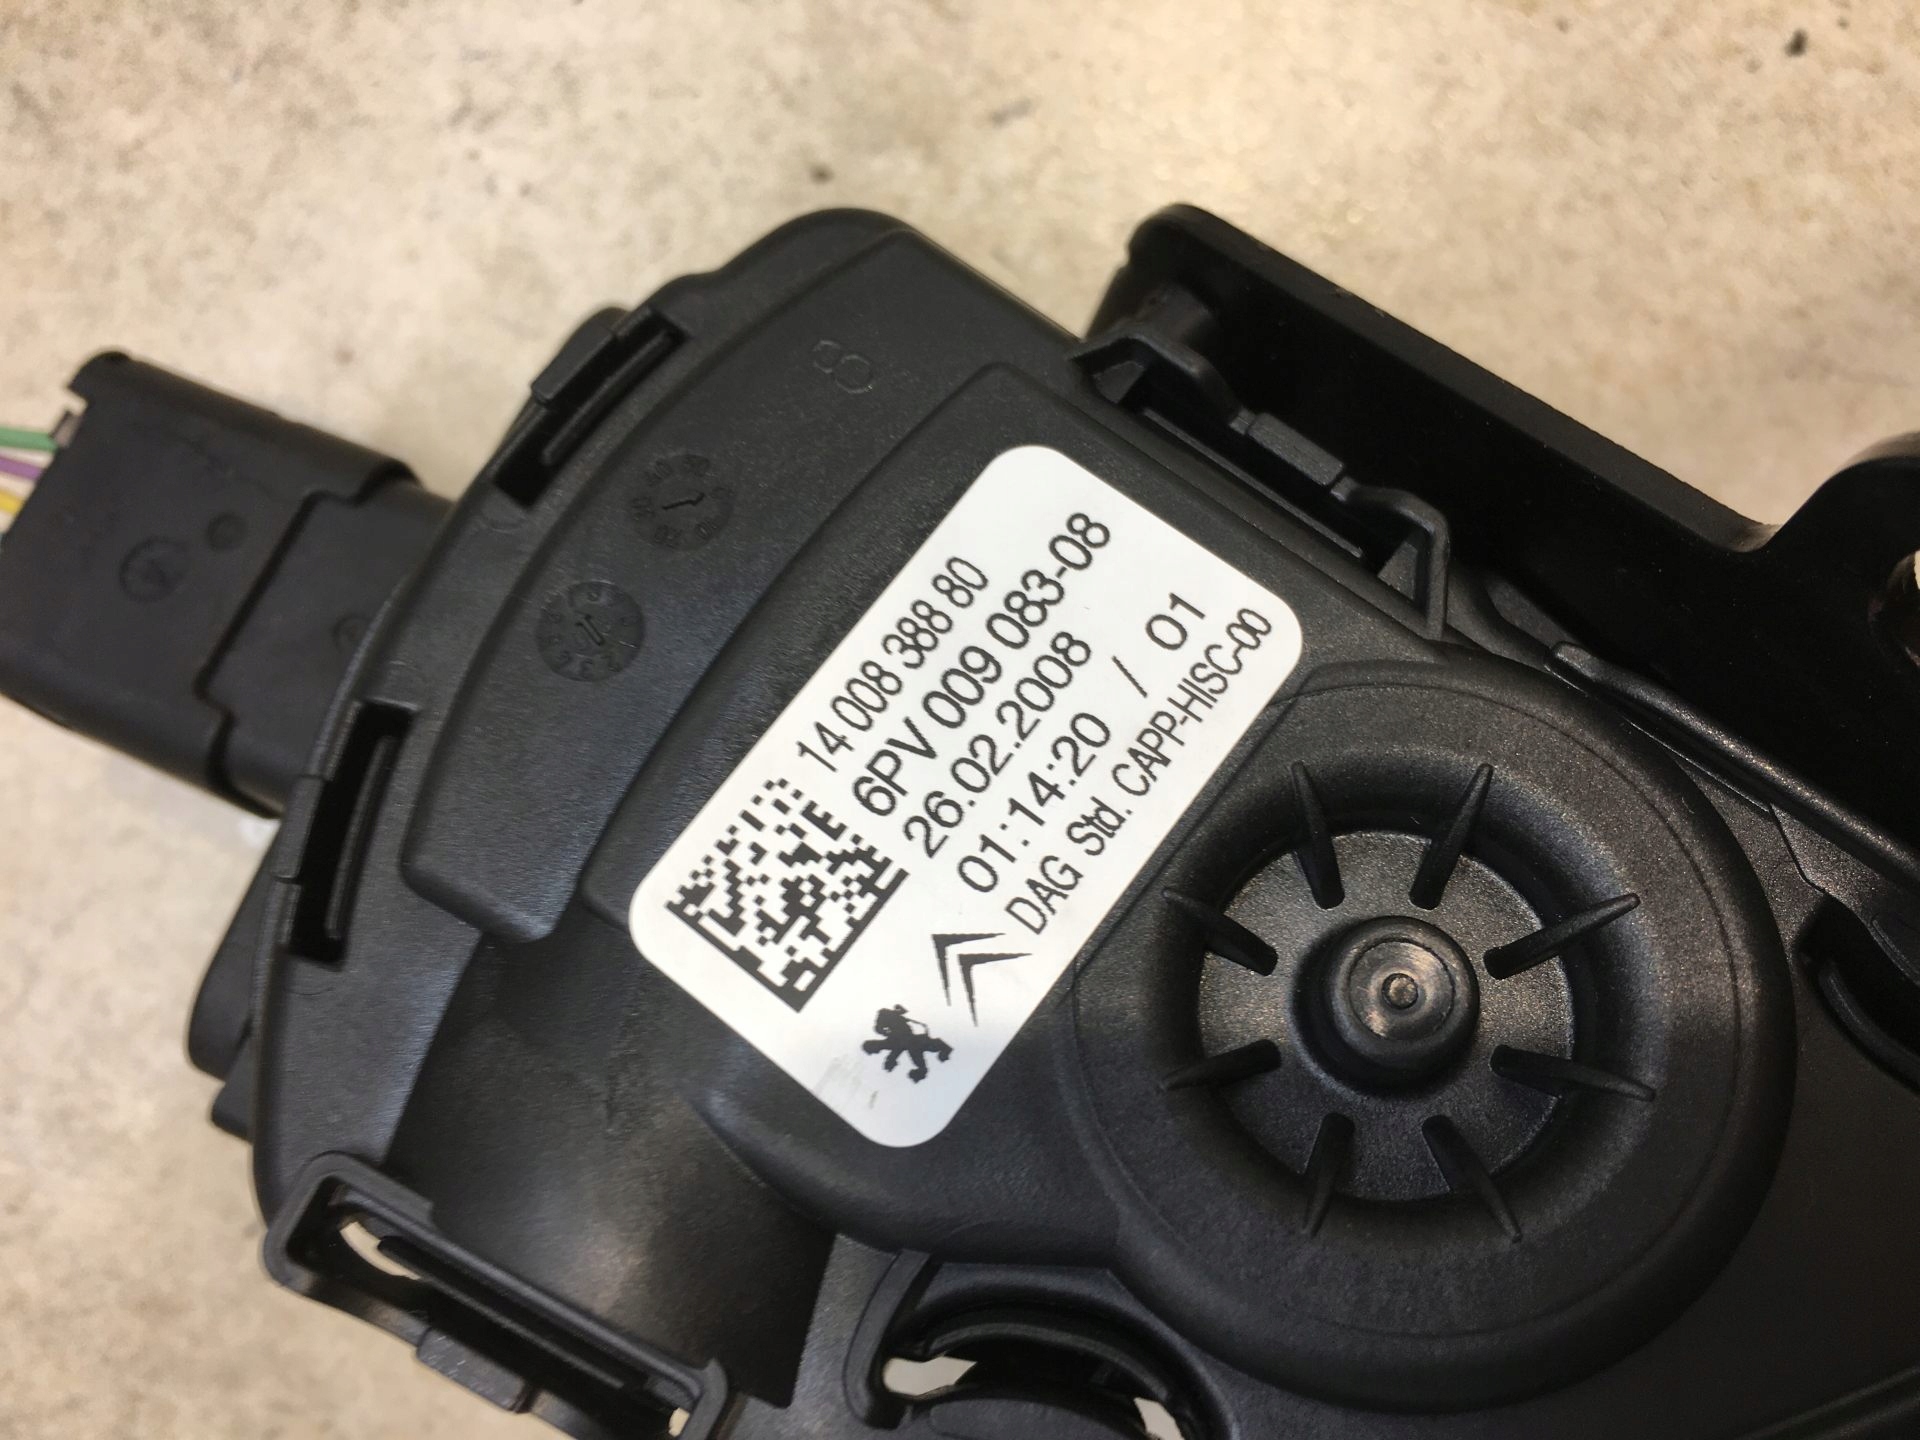 14 008 388 80
6PV 009 083-08
26.02.2008
01:14:20 / 01
DAG Std. CAPP-HISC-00
8